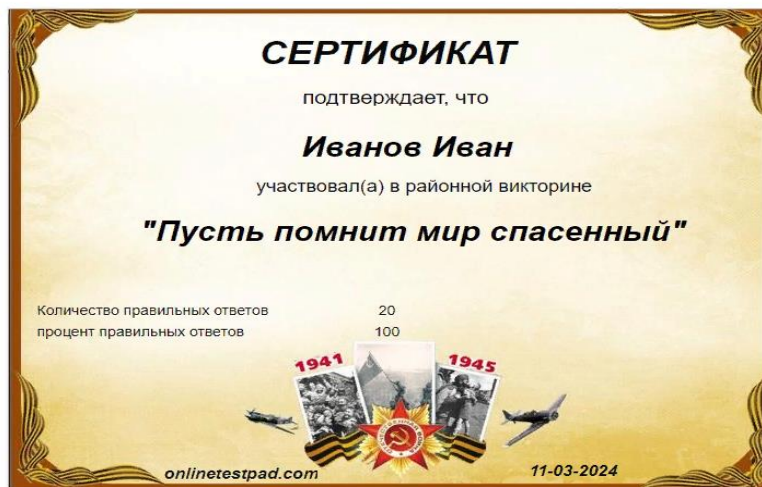 СЕРТИФИКАТ
подтверждает, что
Иванов Иван
участвовал(а) в районной викторине
"Пусть помнит мир спасенный"
Количество правильных ответов 20
процент правильных ответов 100
1941 1945
onlinetestpad.com 11-03-2024